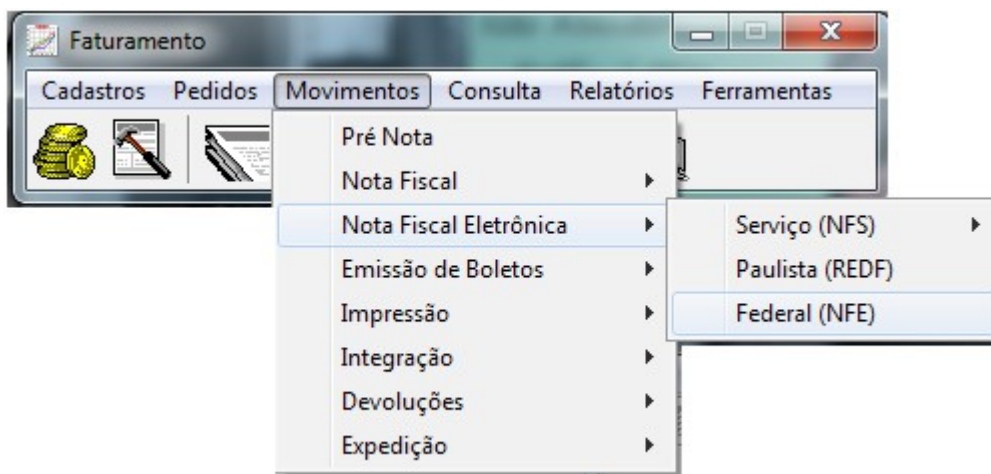 Faturamento
Cadastros Pedidos Movimentos Consulta Relatórios Ferramentas
Pré Nota
Nota Fiscal
Nota Fiscal Eletrônica
Emissão de Boletos
Impressão
Integração
Devoluções
Expedição
Serviço (NFS)
Paulista (REDF)
Federal (NFE)